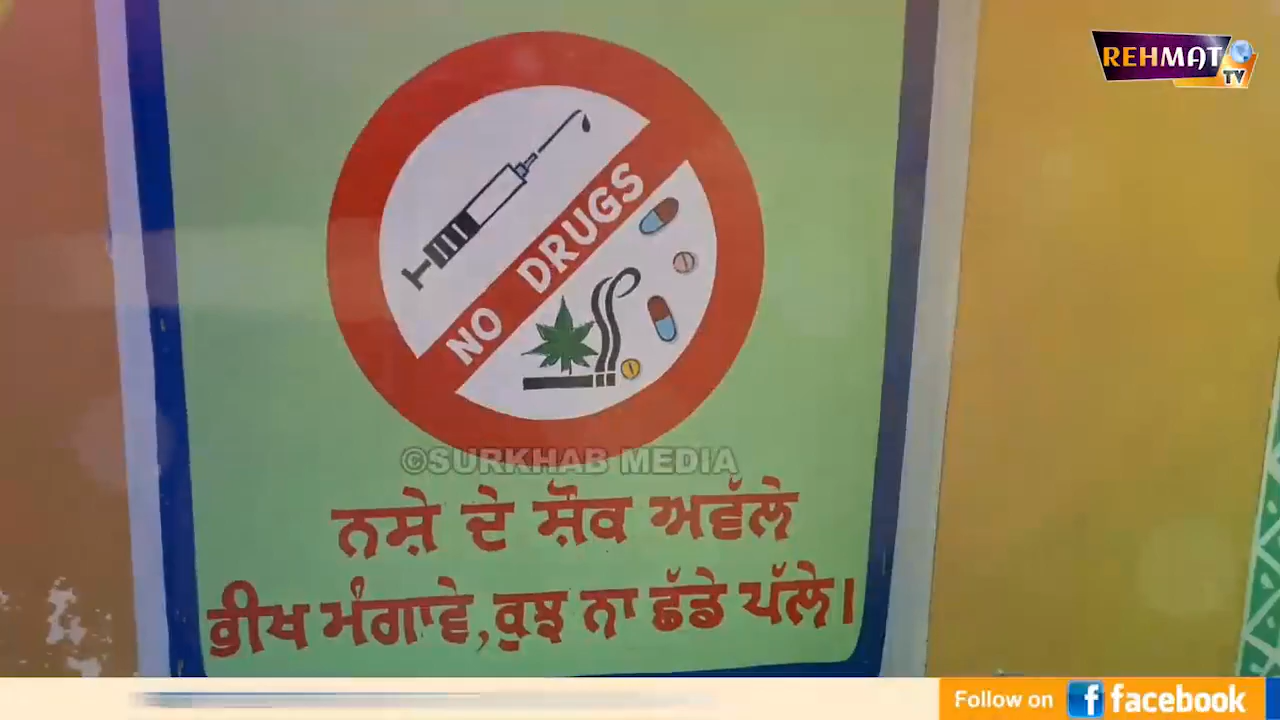 REHMAT
TV
NO DRUGS
©SURKHAB MEDIA
ਨਸ਼ੇ ਦੇ ਸ਼ੌਕ ਅਵੱਲੇ
ਭੀਖ ਮੰਗਾਵੇ, ਕੁਝ ਨਾ ਛੱਡੇ ਪੱਲੇ।
Follow on facebook